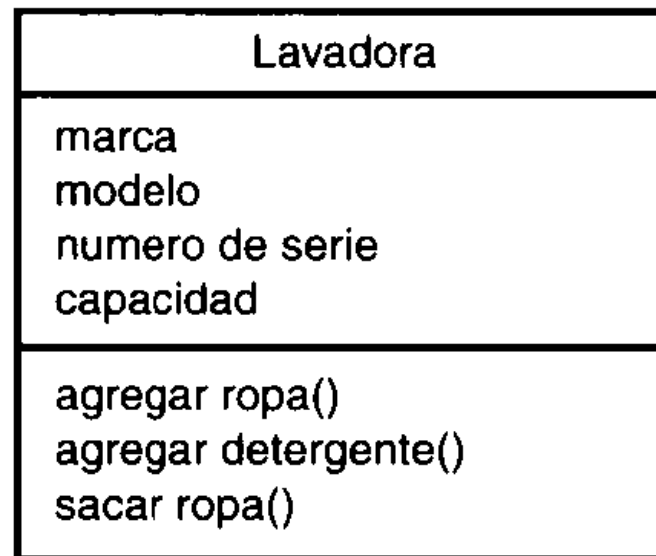 Lavadora
marca
modelo
numero de serie
capacidad
agregar ropa()
agregar detergente()
sacar ropa()